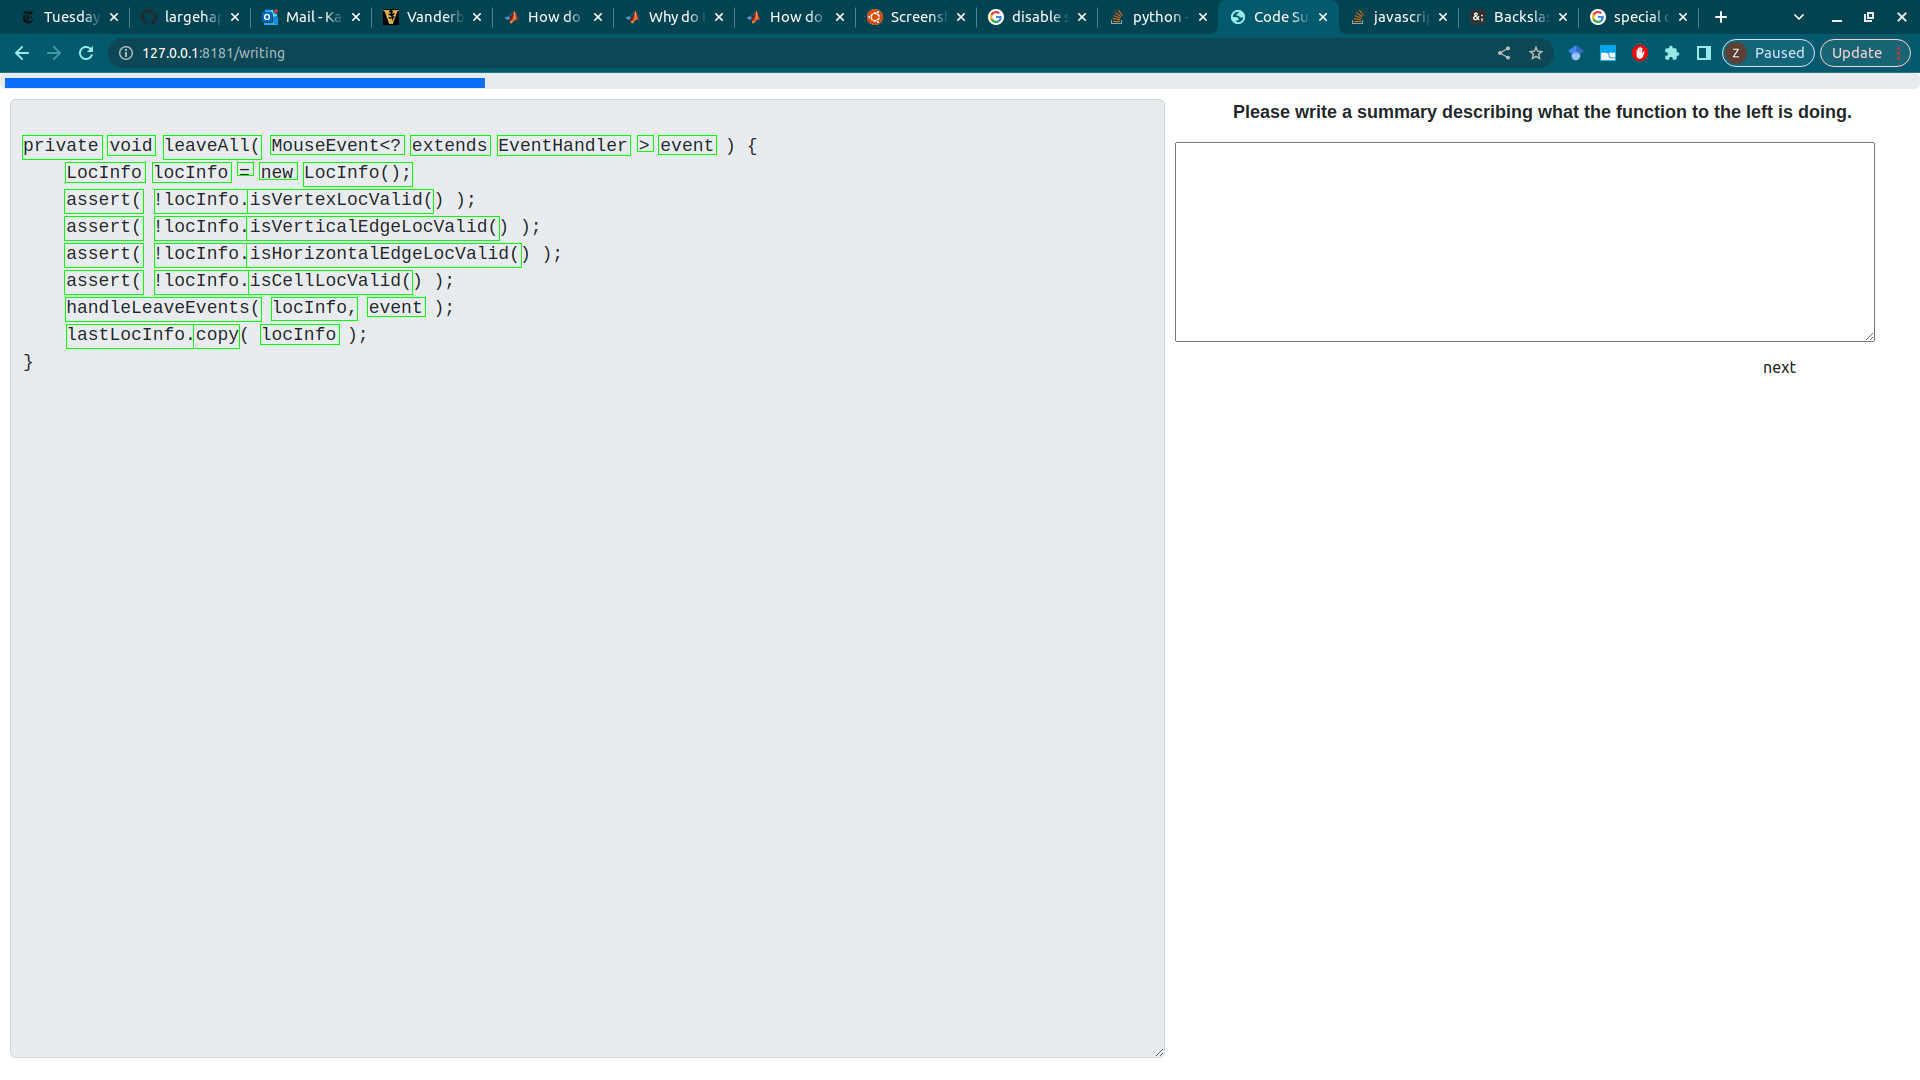 Tuesday largehap Mail - Ka Vanderb How do Why do How do Screens disable s python - Code Su javascrip Backslas special c
127.0.0.1:8181/writing Z Paused Update
Please write a summary describing what the function to the left is doing.
private void leaveAll( MouseEvent<? extends EventHandler > event ) {
LocInfo locInfo = new LocInfo();
assert( !locInfo.isVertexLocValid() );
assert( !locInfo.isVerticalEdgeLocValid() );
assert( !locInfo.isHorizontalEdgeLocValid() );
assert( !locInfo.isCellLocValid() );
handleLeaveEvents( locInfo, event );
lastLocInfo.copy( locInfo );
}
next